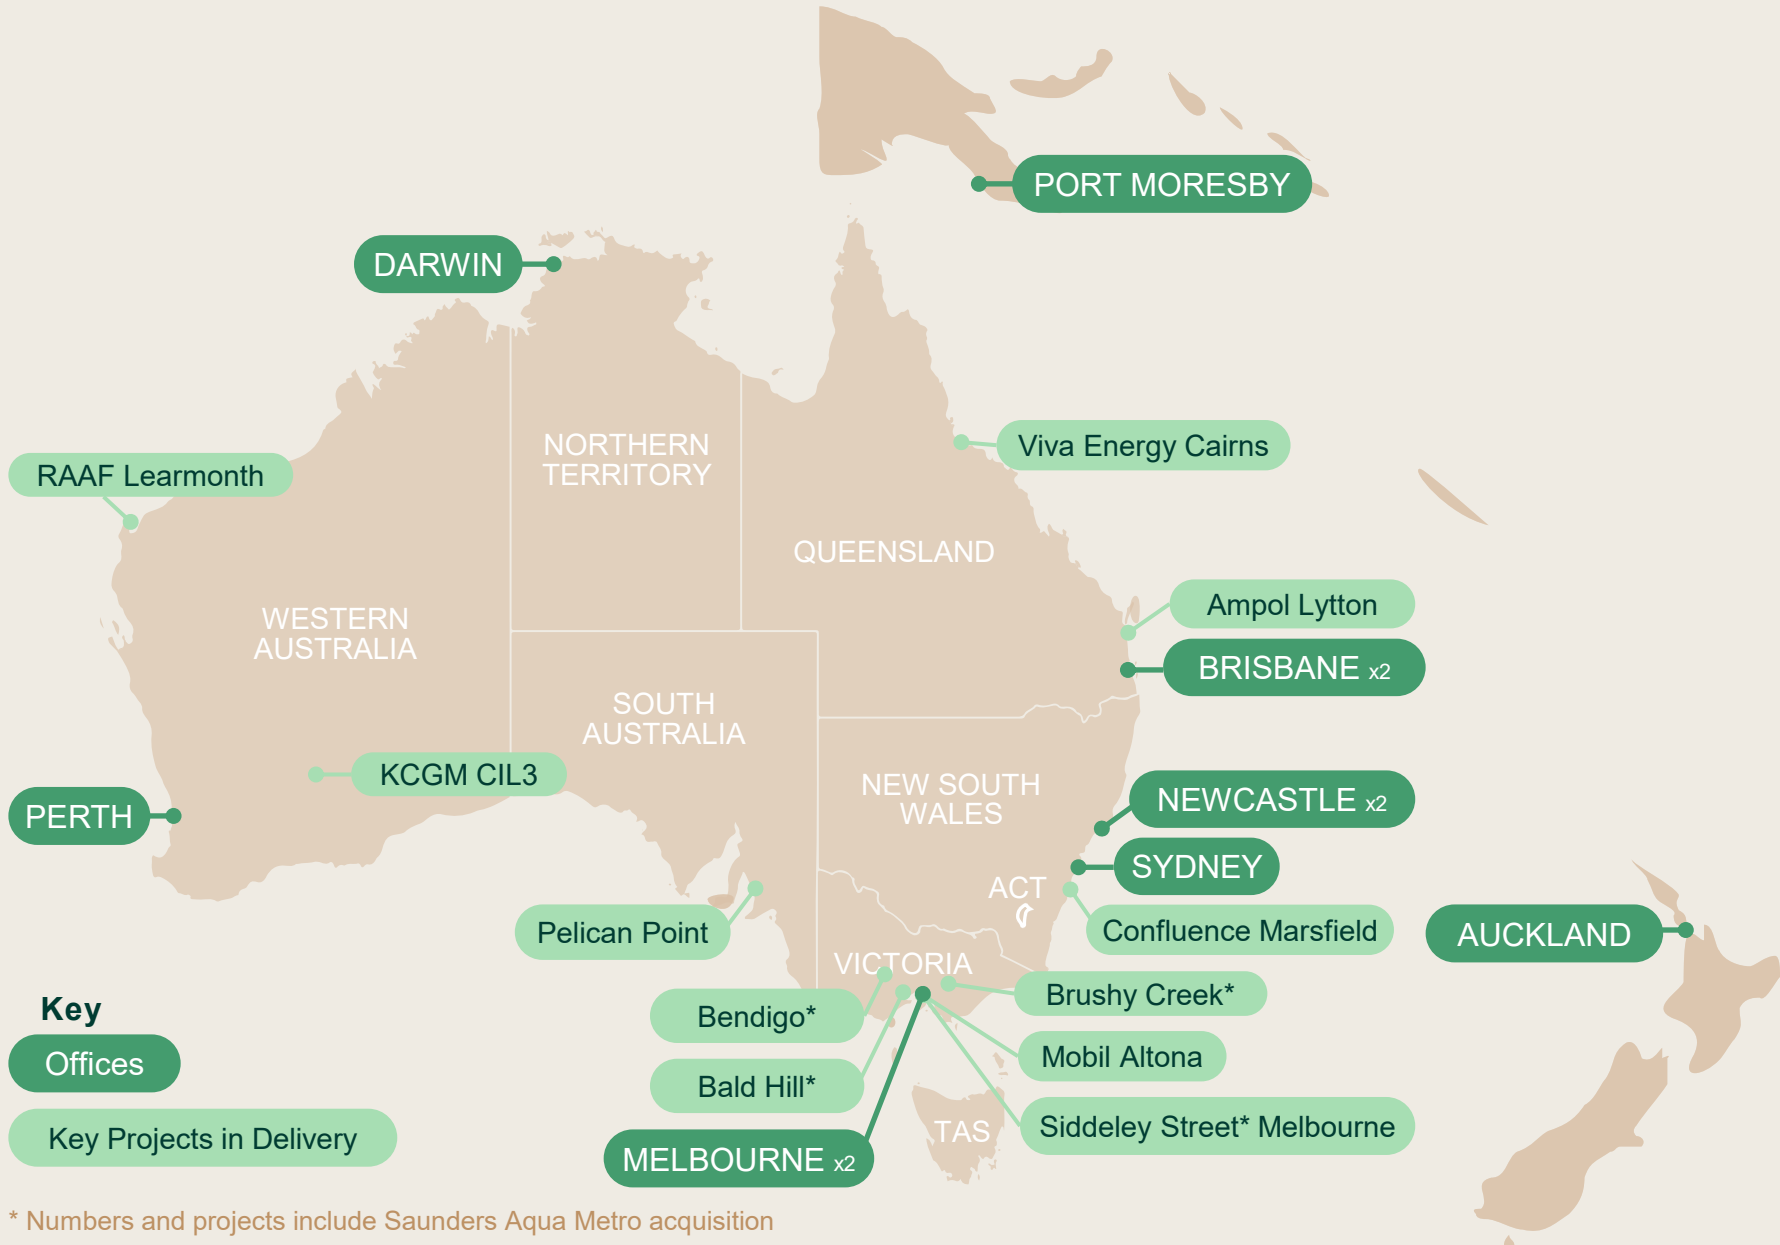 PORT MORESBY
DARWIN
NORTHERN
TERRITORY
Viva Energy Cairns
RAAF Learmonth
QUEENSLAND
WESTERN
AUSTRALIA
Ampol Lytton
BRISBANE x2
SOUTH
AUSTRALIA
KCGM CIL3
NEW SOUTH
WALES
NEWCASTLE x2
PERTH
SYDNEY
ACT
Pelican Point
Confluence Marsfield
AUCKLAND
VICTORIA
Brushy Creek*
Bendigo*
Mobil Altona
Bald Hill*
TAS
Siddeley Street* Melbourne
MELBOURNE x2
Key
Offices
Key Projects in Delivery
* Numbers and projects include Saunders Aqua Metro acquisition